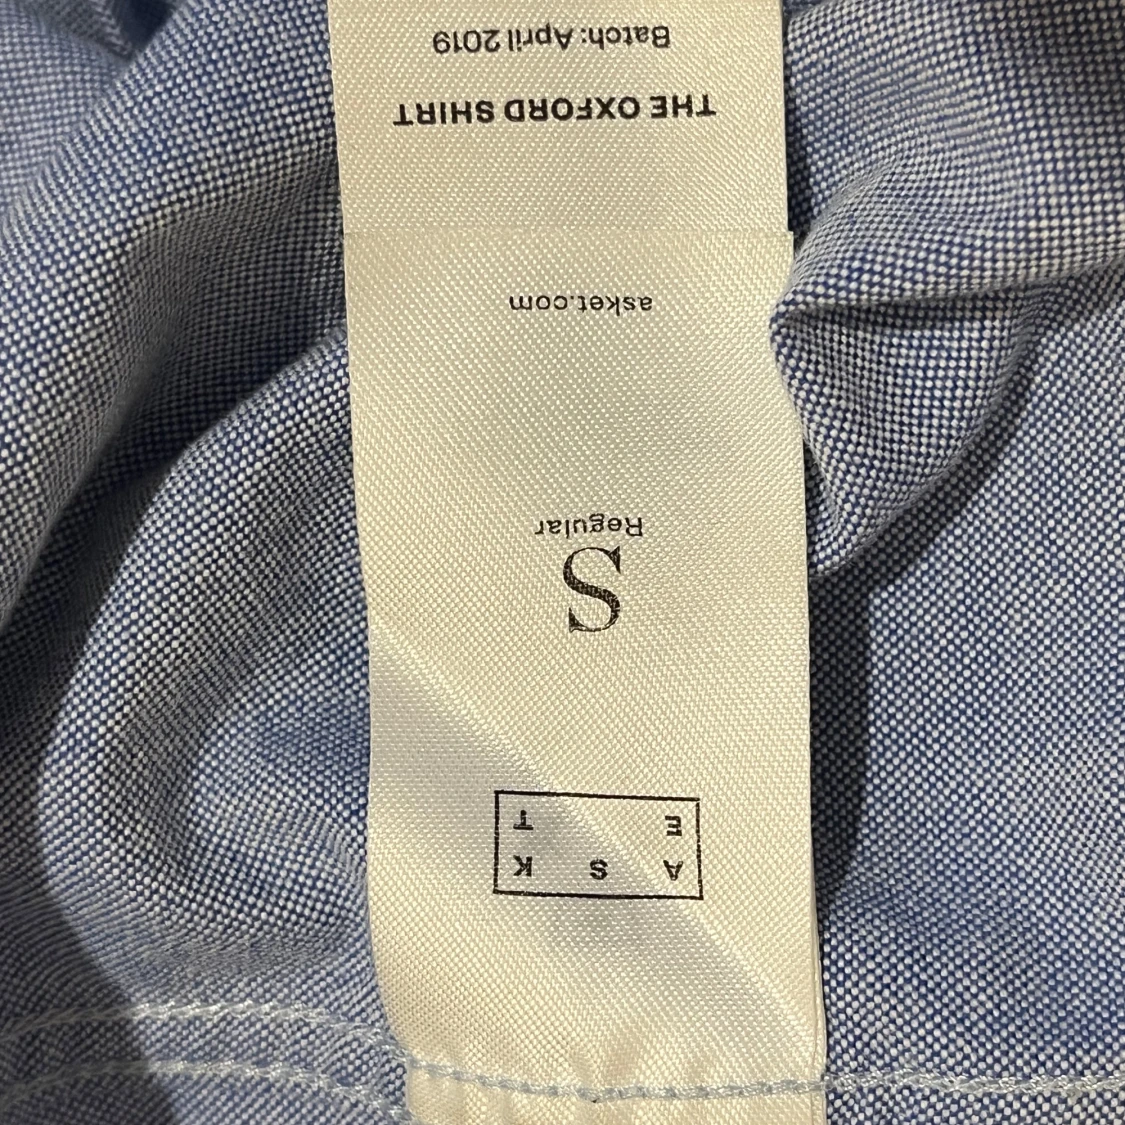 A S K
E T
S
Regular
asket.com
THE OXFORD SHIRT
Batch: April 2019